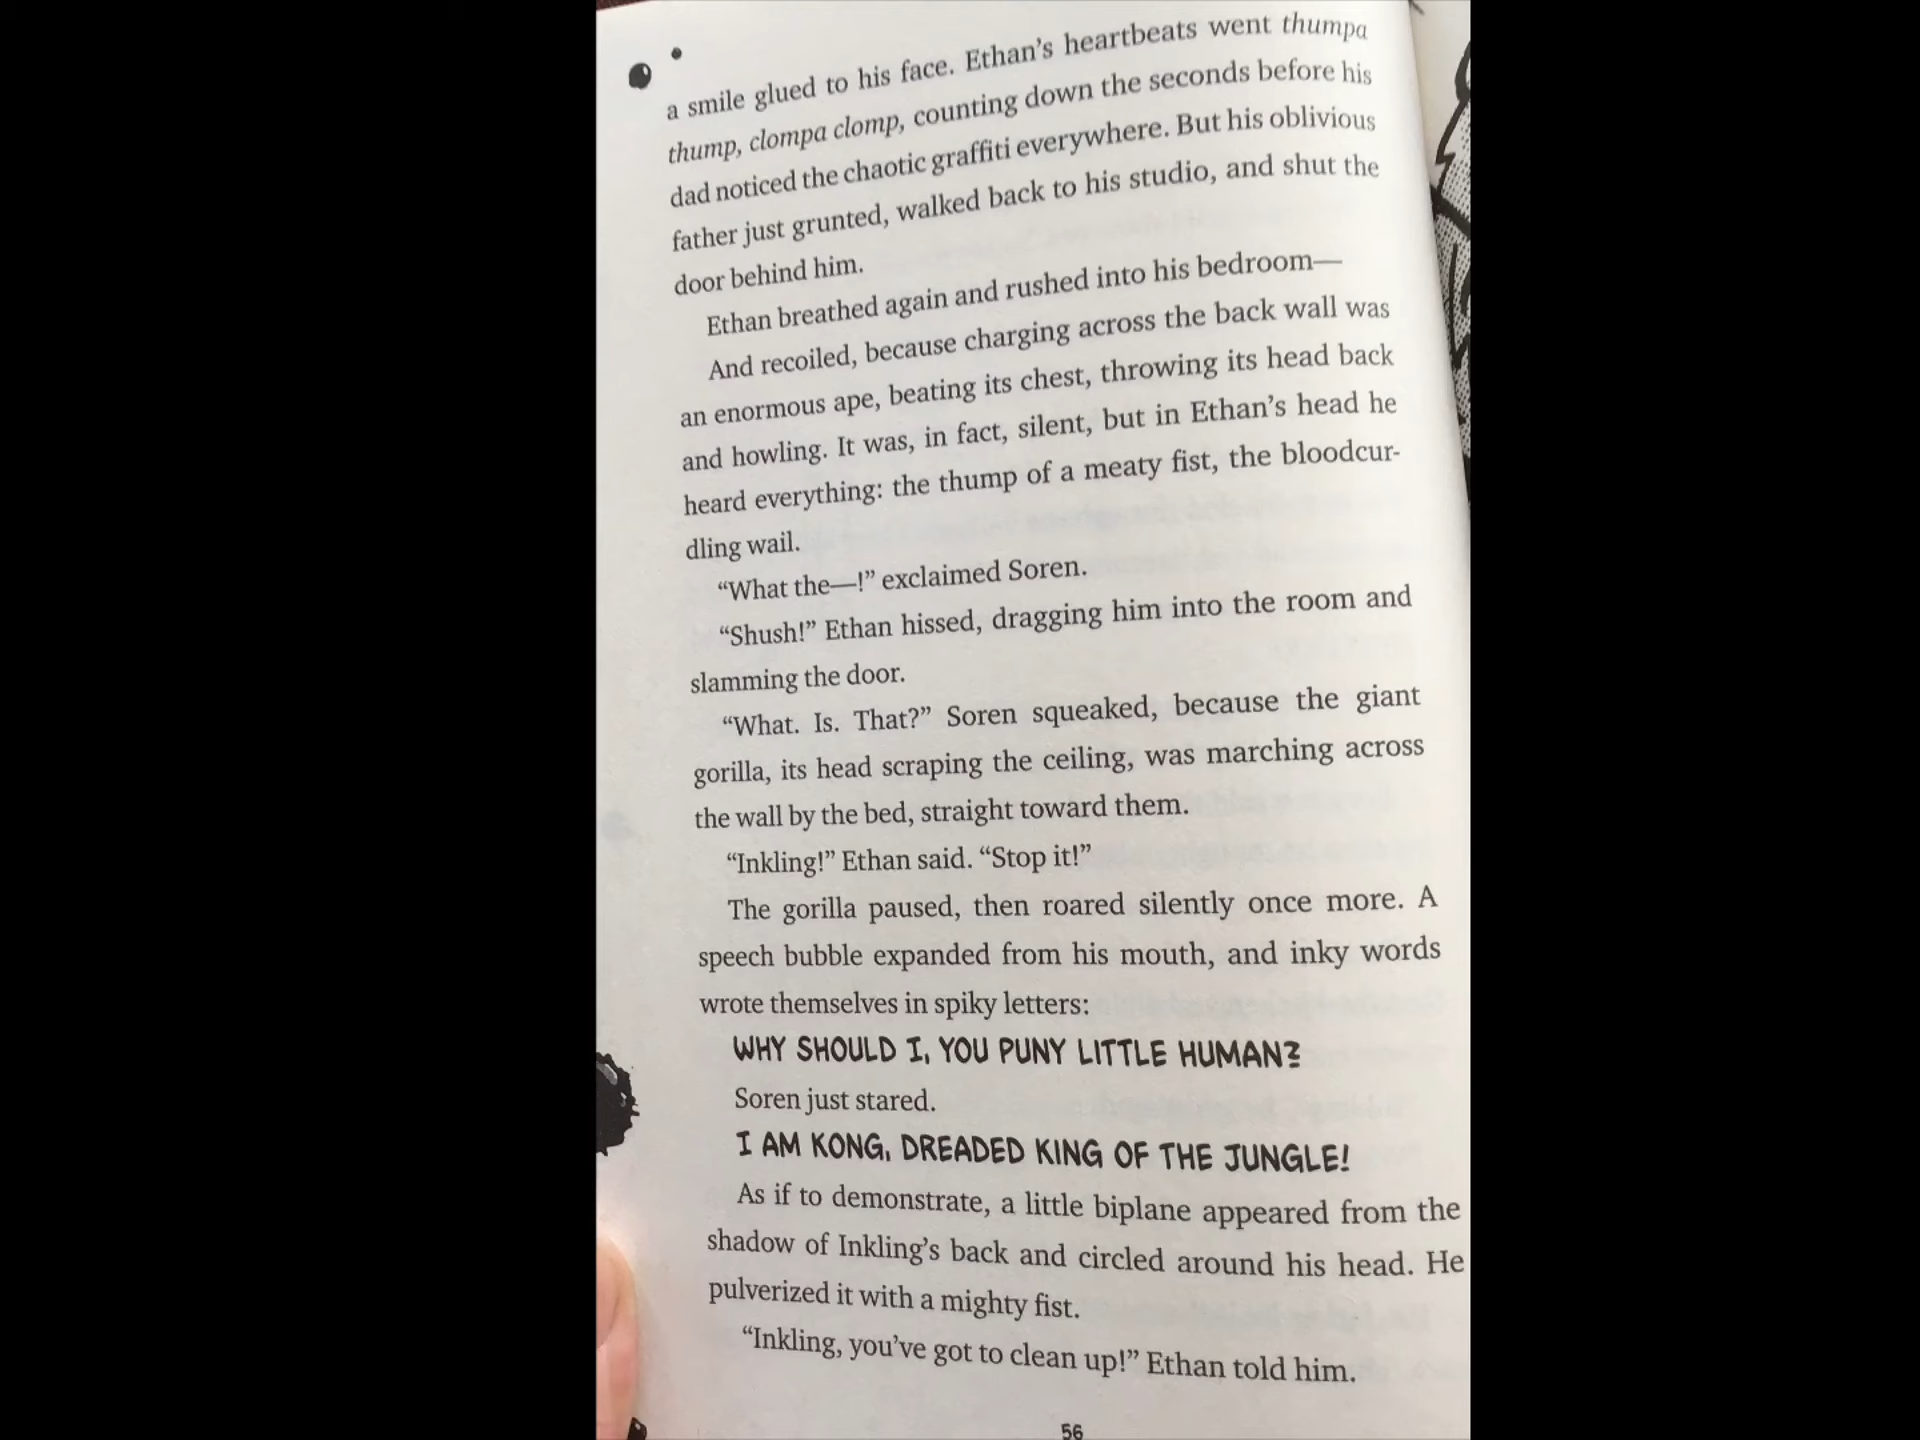 a smile glued to his face. Ethan's heartbeats went thumpa
thump, clompa clomp, counting down the seconds before his
dad noticed the chaotic graffiti everywhere. But his oblivious
father just grunted, walked back to his studio, and shut the
door behind him.
Ethan breathed again and rushed into his bedroom—
And recoiled, because charging across the back wall was
an enormous ape, beating its chest, throwing its head back
and howling. It was, in fact, silent, but in Ethan's head he
heard everything: the thump of a meaty fist, the bloodcur-
dling wail.
“What the—!” exclaimed Soren.
“Shush!” Ethan hissed, dragging him into the room and
slamming the door.
“What. Is. That?” Soren squeaked, because the giant
gorilla, its head scraping the ceiling, was marching across
the wall by the bed, straight toward them.
“Inkling!” Ethan said. “Stop it!”
The gorilla paused, then roared silently once more. A
speech bubble expanded from his mouth, and inky words
wrote themselves in spiky letters:
WHY SHOULD I, YOU PUNY LITTLE HUMAN?
Soren just stared.
I AM KONG, DREADED KING OF THE JUNGLE!
As if to demonstrate, a little biplane appeared from the
shadow of Inkling's back and circled around his head. He
pulverized it with a mighty fist.
“Inkling, you've got to clean up!” Ethan told him.
56